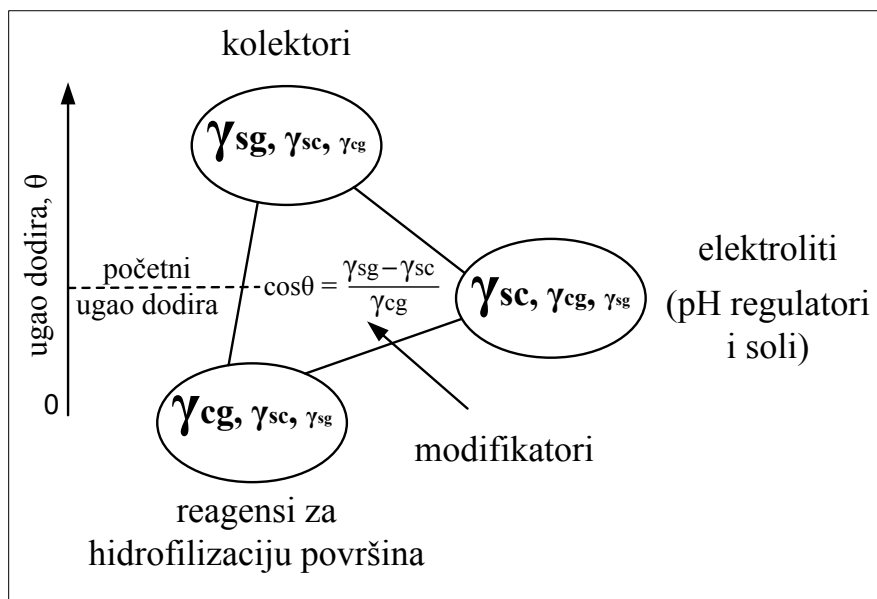 kolektori
γsg, γsc, γcg
ugao dodira, θ
početni
ugao dodira
cosθ = γsg−γsc
γcg
elektroliti
γsc, γcg, γsg
(pH regulatori
i soli)
0
γcg, γsc, γsg
modifikatori
reagensi za
hidrofilizaciju površina